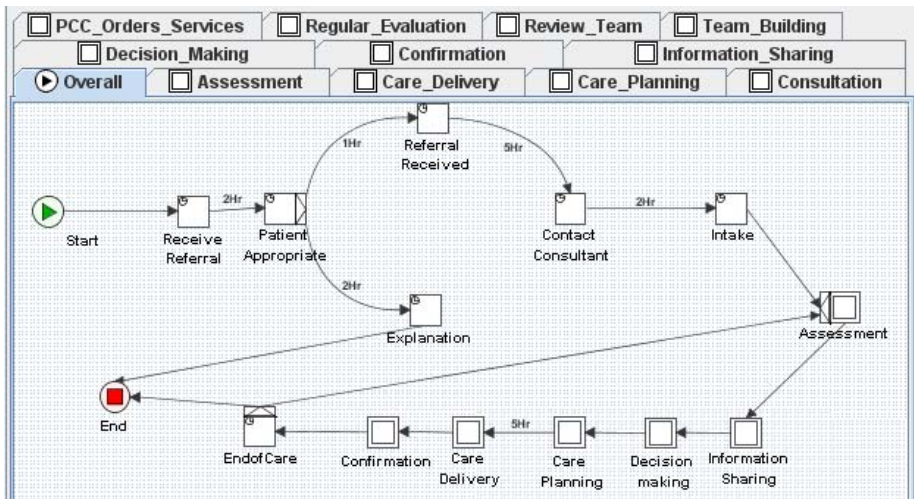 PCC_Orders_Services Regular_Evaluation Review_Team Team_Building
Decision_Making Confirmation Information_Sharing
Overall Assessment Care_Delivery Care_Planning Consultation
1Hr
Referral
Received
5Hr
2Hr
2Hr
Start
Receive
Referral
Patient
Appropriate
Contact
Consultant
Intake
2Hr
Explanation
Assessment
End
5Hr
EndofCare
Confirmation
Care
Delivery
Care
Planning
Decision
making
Information
Sharing